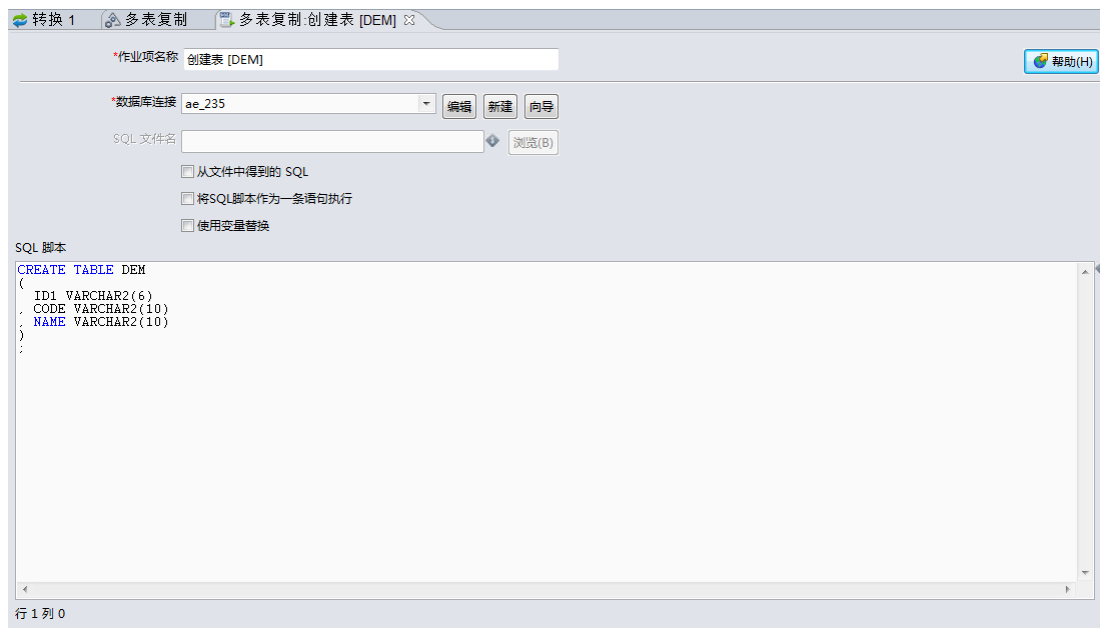 转换 1 多表复制 多表复制:创建表 [DEM]
*作业项名称 创建表 [DEM] 帮助(H)
*数据库连接 ae_235 编辑 新建 向导
SQL 文件名 浏览(B)
从文件中得到的 SQL
将SQL脚本作为一条语句执行
使用变量替换
SQL 脚本
CREATE TABLE DEM
(
ID1 VARCHAR2(6)
, CODE VARCHAR2(10)
, NAME VARCHAR2(10)
)
;
行 1 列 0